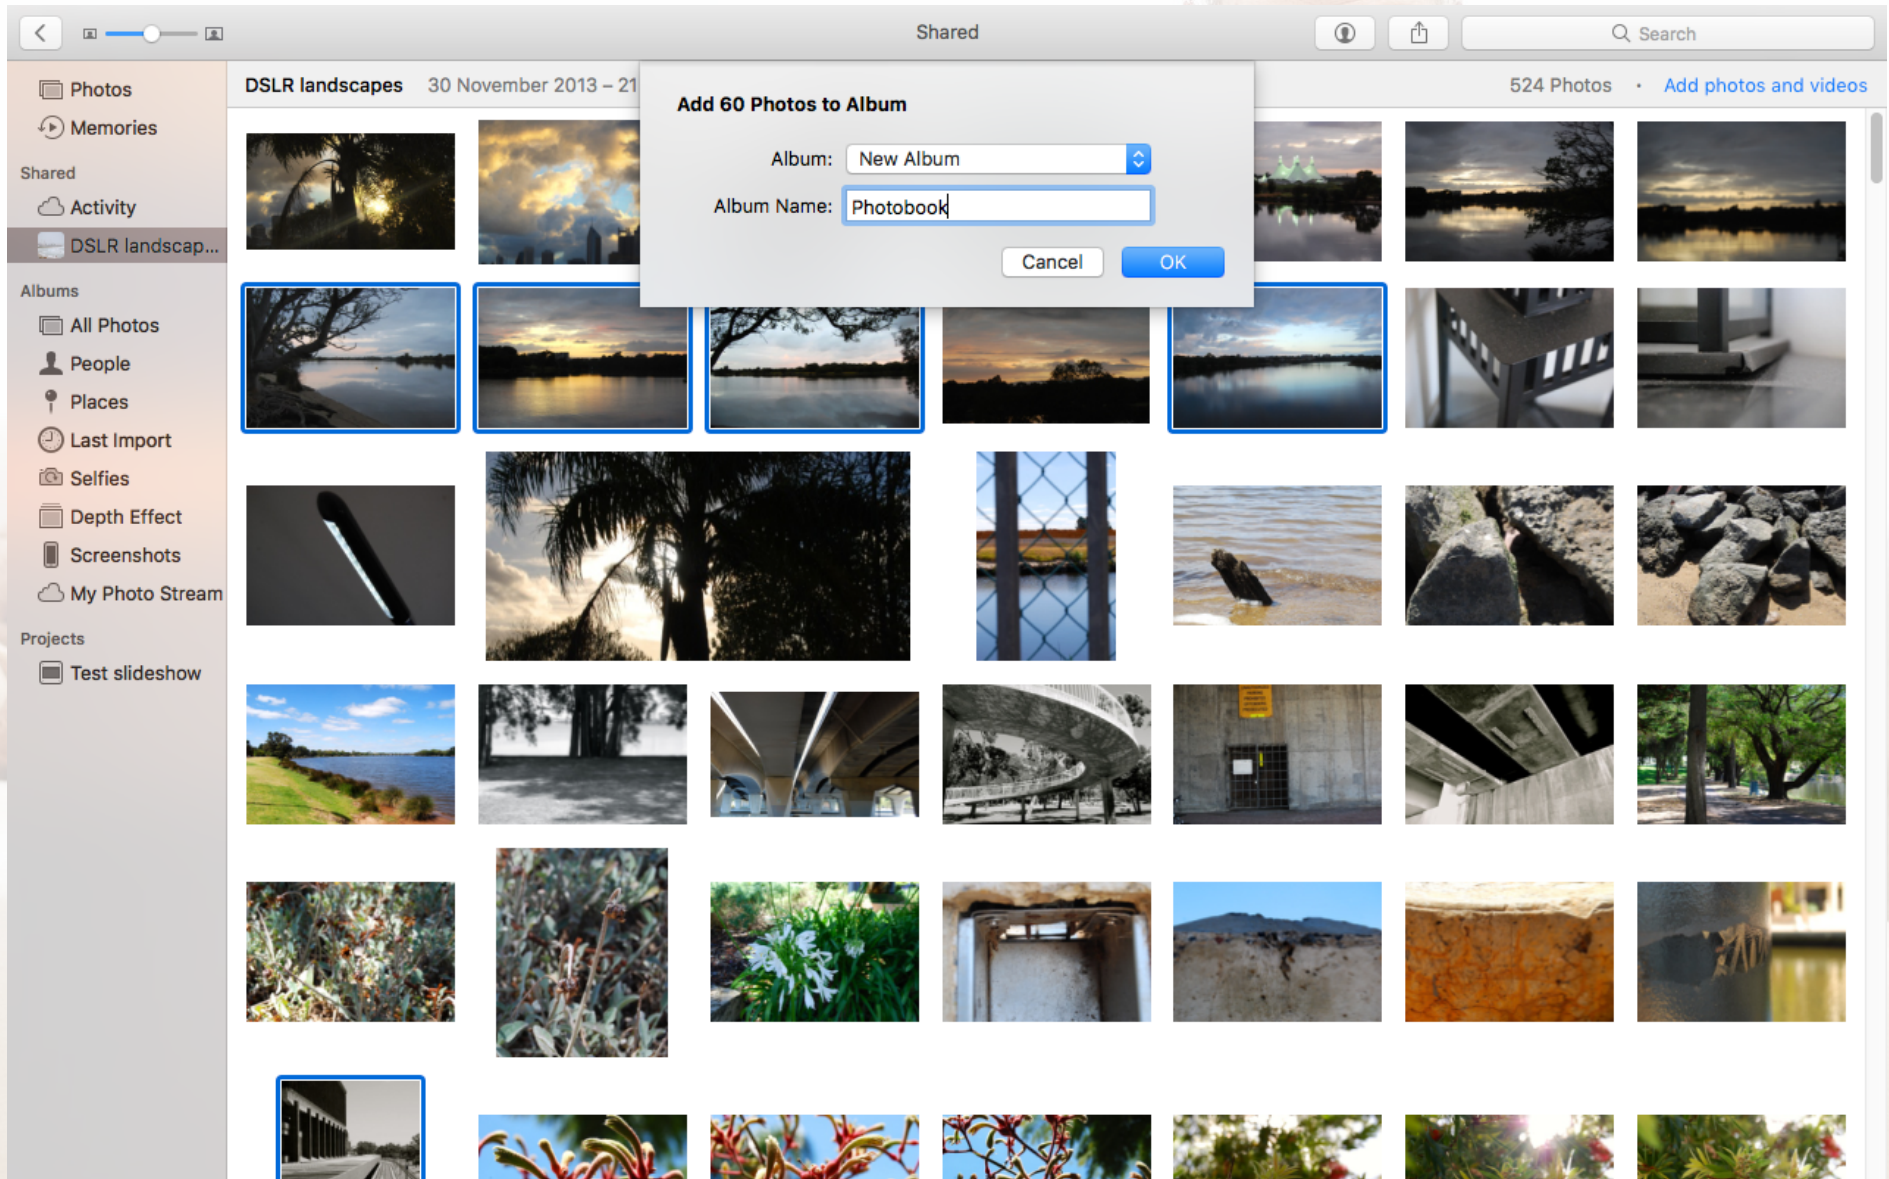 Shared
Search
Photos
Memories
Shared
Activity
DSLR landscap...
Albums
All Photos
People
Places
Last Import
Selfies
Depth Effect
Screenshots
My Photo Stream
Projects
Test slideshow
DSLR landscapes 30 November 2013 – 21
524 Photos · Add photos and videos
Add 60 Photos to Album
Album: New Album
Album Name: Photobook
Cancel OK